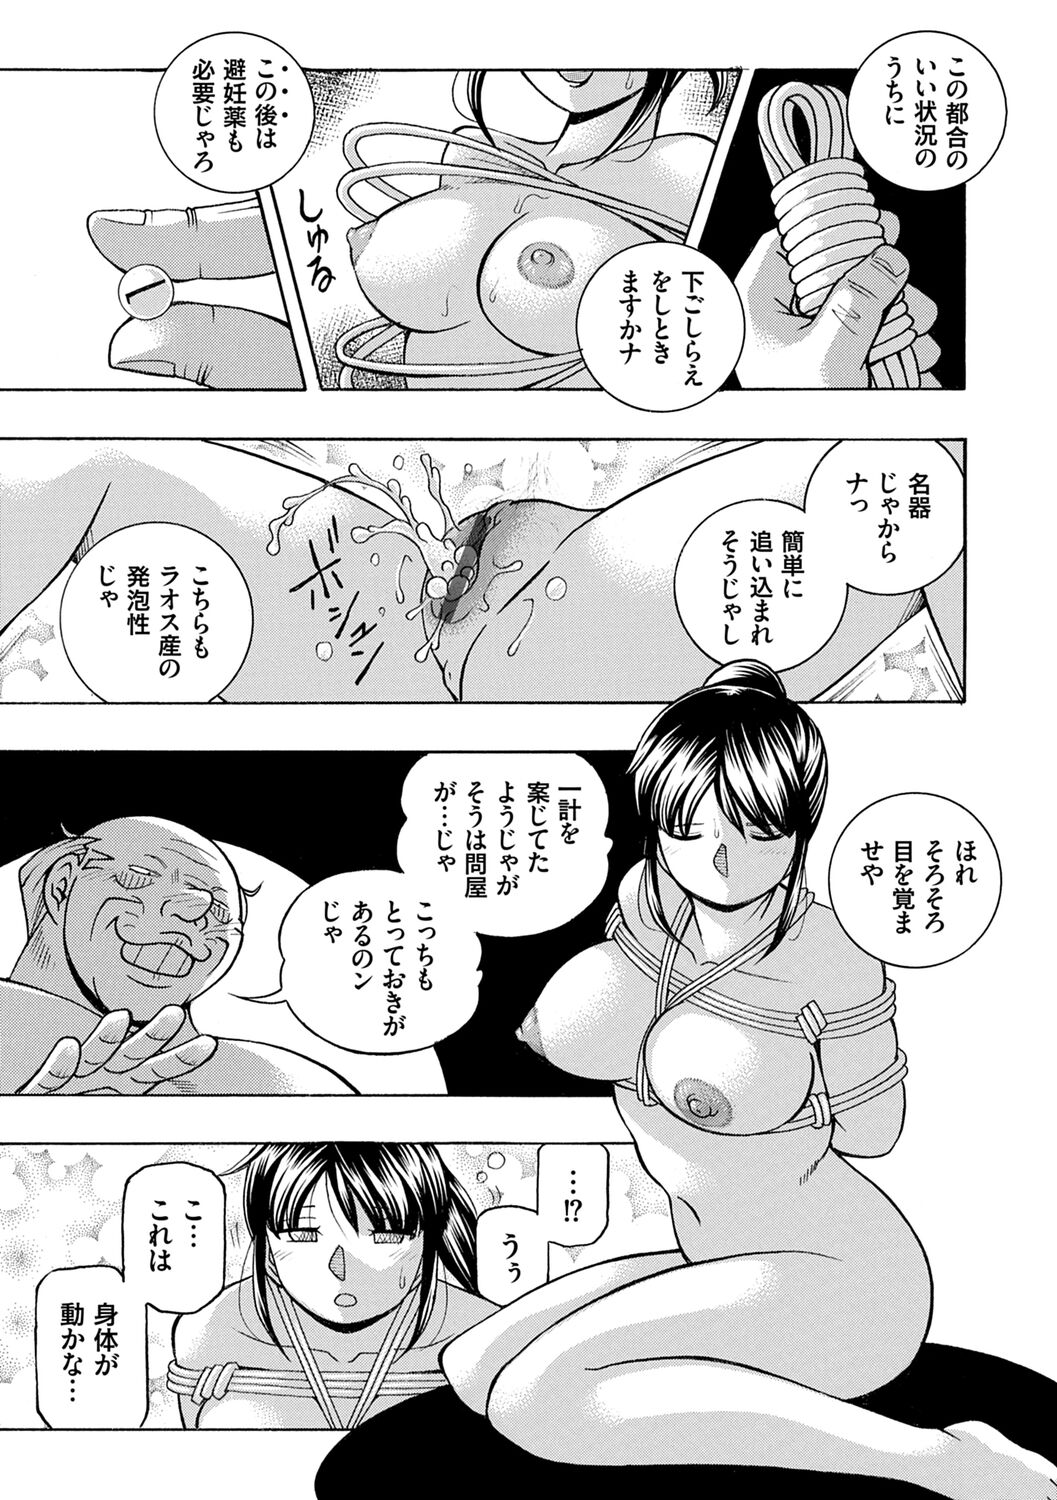 この都合の
いい状況の
うちに
下ごしらえ
をしとき
ますかナ
しゅる
この後は
避妊薬も
必要じゃろ
名器
じゃから
ナっ
簡単に
追い込まれ
そうじゃし
ボジュンッ
こちらも
ラオス産の
発泡性
じゃ
ほれ
そろそろ
目を覚ま
せや
一計を
案じてた
ようじゃが
そうは問屋
が…じゃ
こっちも
とっておきが
あるのン
じゃ
…!?
うぅ
こ…
これは
身体が
動かな…